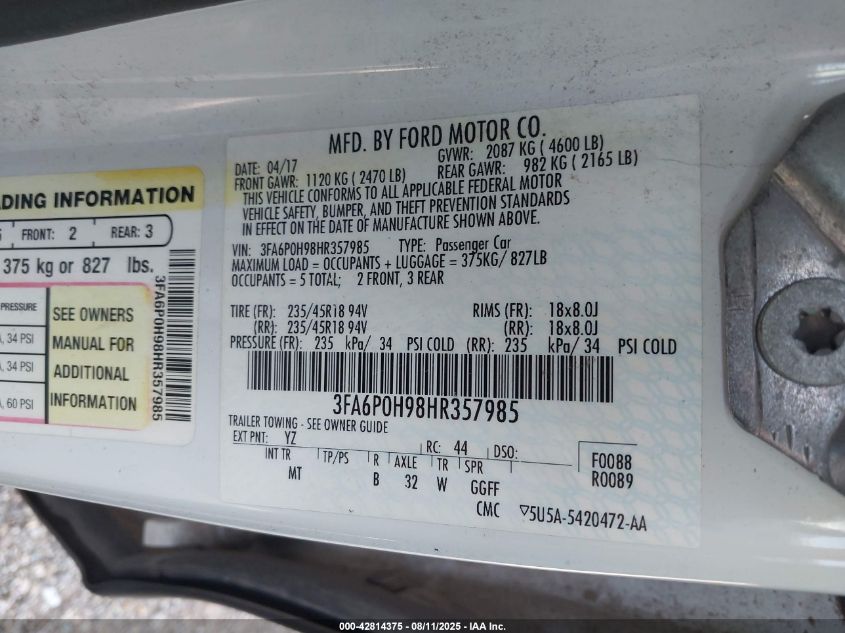 MFD. BY FORD MOTOR CO.
DATE: 04/17 GVWR: 2087 KG ( 4600 LB)
FRONT GAWR: 1120 KG ( 2470 LB) REAR GAWR: 982 KG ( 2165 LB)
THIS VEHICLE CONFORMS TO ALL APPLICABLE FEDERAL MOTOR
VEHICLE SAFETY, BUMPER, AND THEFT PREVENTION STANDARDS
IN EFFECT ON THE DATE OF MANUFACTURE SHOWN ABOVE.
VIN: 3FA6P0H98HR357985 TYPE: Passenger Car
MAXIMUM LOAD = OCCUPANTS + LUGGAGE = 375KG/ 827LB
OCCUPANTS = 5 TOTAL; 2 FRONT, 3 REAR
TIRE (FR): 235/45R18 94V RIMS (FR): 18x8.0J
(RR): 235/45R18 94V (RR): 18x8.0J
PRESSURE (FR): 235 kPa/ 34 PSI COLD (RR): 235 kPa/ 34 PSI COLD
3FA6P0H98HR357985
TRAILER TOWING - SEE OWNER GUIDE
EXT PNT: YZ RC: 44 DSO:
INT TR TP/PS R AXLE TR SPR
MT B 32 W GGFF
F0088
R0089
CMC ▽5U5A-5420472-AA
ADING INFORMATION
FRONT: 2 REAR: 3
375 kg or 827 lbs.
PRESSURE
, 34 PSI
, 34 PSI
, 60 PSI
SEE OWNERS
MANUAL FOR
ADDITIONAL
INFORMATION
3FA6P0H98HR357985
000-42814375 - 08/11/2025 - IAA Inc.